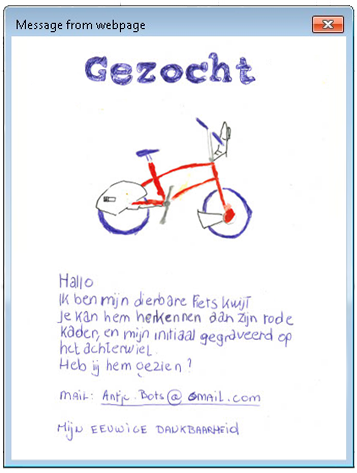 Message from webpage
Gezocht
Hallo
Ik ben mijn dierbare fiets kwijt
Je kan hem herkennen aan zijn rode
kader, en mijn initiaal gegraveerd op
het achterwiel.
Heb jij hem gezien?
MAIL: Antje.Bots@Gmail.com
Mijn EEUWIGE DANKBAARHEID